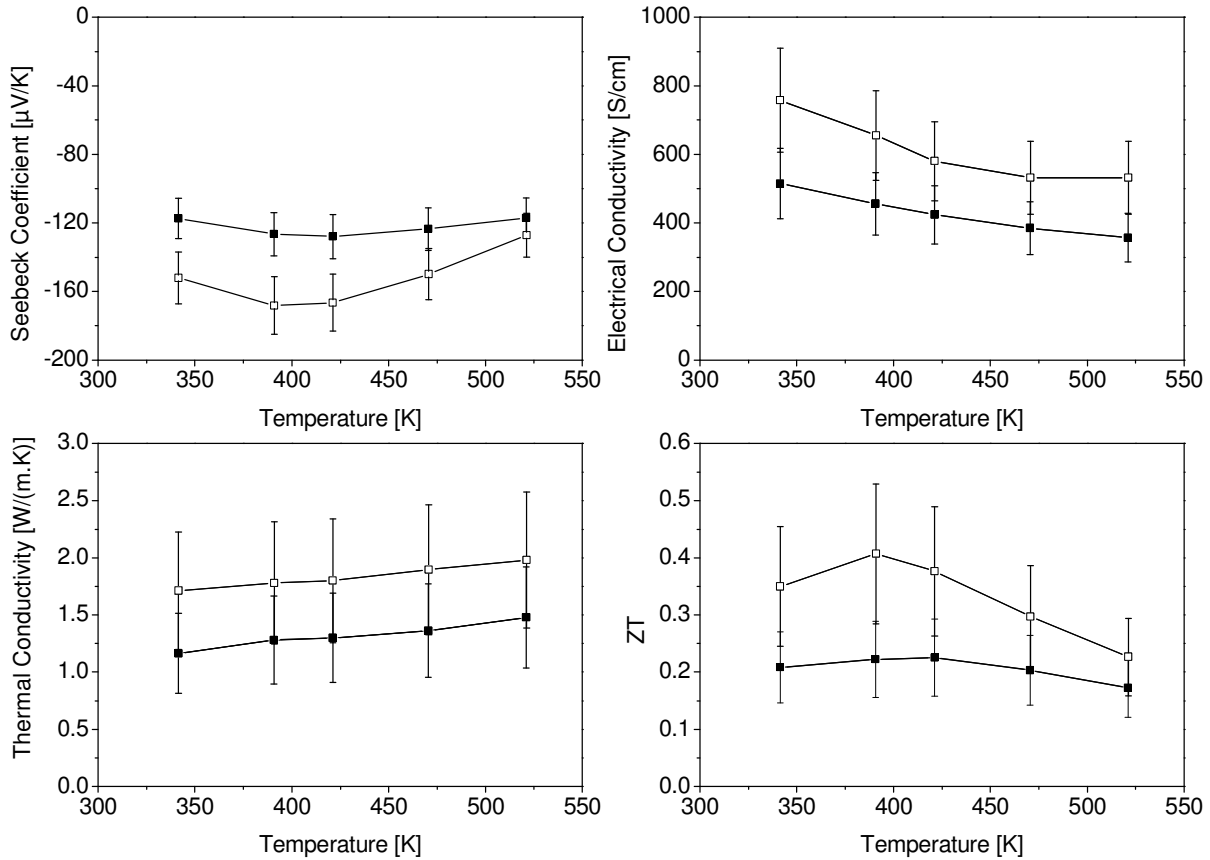 Seebeck Coefficient [µV/K]
0
-40
-80
-120
-160
-200
300 350 400 450 500 550
Temperature [K]
Electrical Conductivity [S/cm]
1000
800
600
400
200
0
300 350 400 450 500 550
Temperature [K]
Thermal Conductivity [W/(m.K)]
3.0
2.5
2.0
1.5
1.0
0.5
0.0
300 350 400 450 500 550
Temperature [K]
ZT
0.6
0.5
0.4
0.3
0.2
0.1
0.0
300 350 400 450 500 550
Temperature [K]